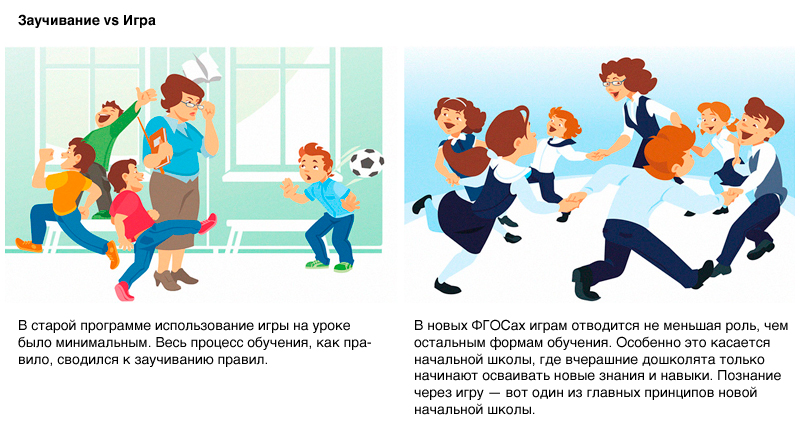 Заучивание vs Игра
В старой программе использование игры на уроке
было минимальным. Весь процесс обучения, как пра-
вило, сводился к заучиванию правил.
В новых ФГОСах играм отводится не меньшая роль, чем
остальным формам обучения. Особенно это касается
начальной школы, где вчерашние дошколята только
начинают осваивать новые знания и навыки. Познание
через игру — вот один из главных принципов новой
начальной школы.